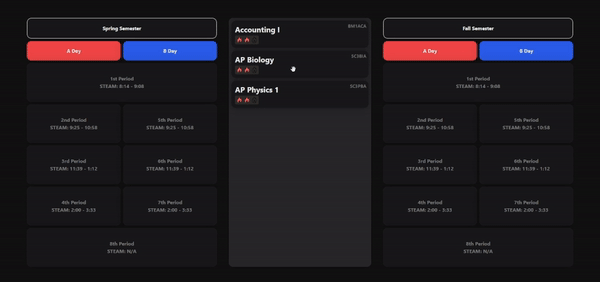 Spring Semester
A Day
B Day
1st Period
STEAM: 8:14 - 9:08
2nd Period
STEAM: 9:25 - 10:58
5th Period
STEAM: 9:25 - 10:58
3rd Period
STEAM: 11:39 - 1:12
6th Period
STEAM: 11:39 - 1:12
4th Period
STEAM: 2:00 - 3:33
7th Period
STEAM: 2:00 - 3:33
8th Period
STEAM: N/A
Accounting I
AP Biology
AP Physics 1
Fall Semester
A Day
B Day
1st Period
STEAM: 8:14 - 9:08
2nd Period
STEAM: 9:25 - 10:58
5th Period
STEAM: 9:25 - 10:58
3rd Period
STEAM: 11:39 - 1:12
6th Period
STEAM: 11:39 - 1:12
4th Period
STEAM: 2:00 - 3:33
7th Period
STEAM: 2:00 - 3:33
8th Period
STEAM: N/A